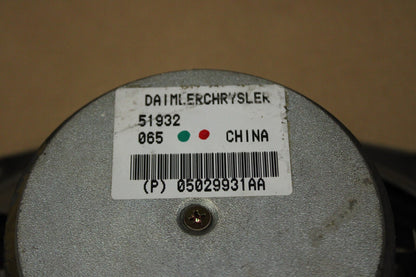 DAIMLERCHRYSLER
51932
065 CHINA
(P) 05029931AA